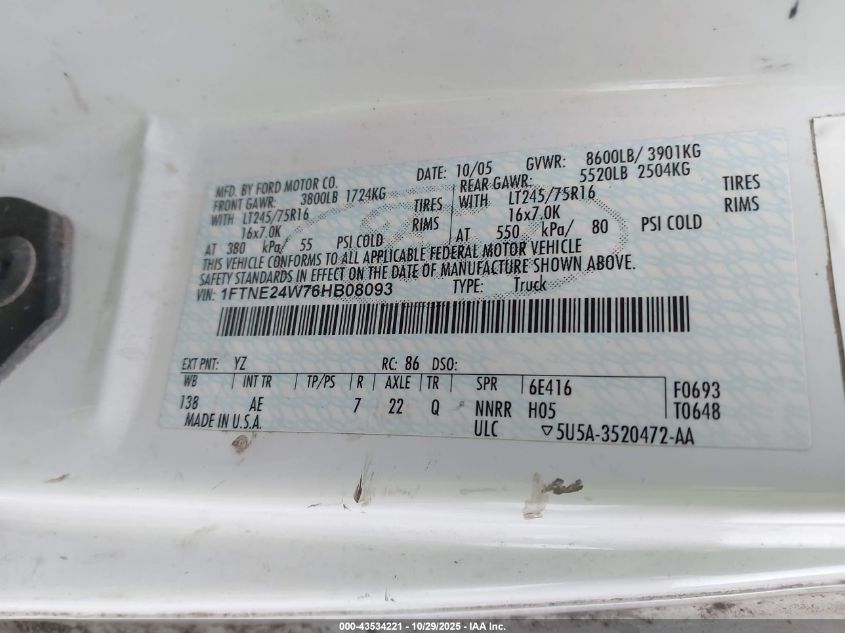 MFD. BY FORD MOTOR CO. DATE: 10/05 GVWR: 8600LB/ 3901KG
FRONT GAWR: 3800LB 1724KG REAR GAWR: 5520LB 2504KG
WITH LT245/75R16 TIRES WITH LT245/75R16 TIRES
16x7.0K RIMS 16x7.0K RIMS
AT 380 kPa/ 55 PSI COLD AT 550 kPa/ 80 PSI COLD
THIS VEHICLE CONFORMS TO ALL APPLICABLE FEDERAL MOTOR VEHICLE
SAFETY STANDARDS IN EFFECT ON THE DATE OF MANUFACTURE SHOWN ABOVE.
VIN: 1FTNE24W76HB08093 TYPE: Truck
EXT PNT: YZ RC: 86 DSO:
WB INT TR TP/PS R AXLE TR SPR 6E416 F0693
138 AE 7 22 Q NNRR H05 T0648
MADE IN U.S.A. ULC ▽5U5A-3520472-AA
000-43534221 - 10/29/2025 - IAA Inc.